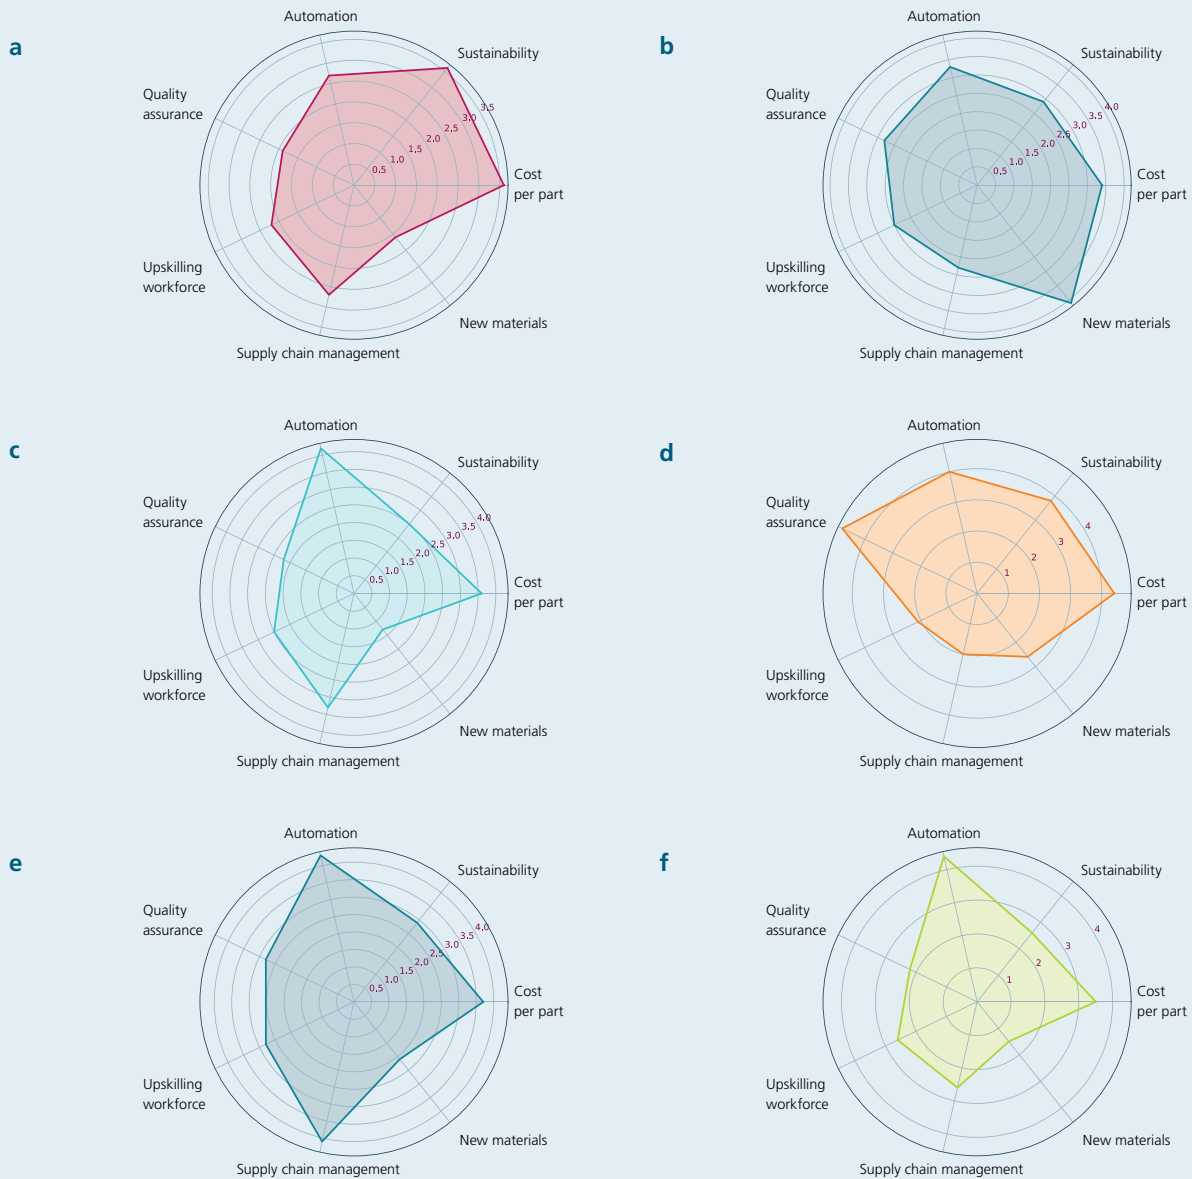 a
Automation
Sustainability
Quality
assurance
3.5
3.0
2.5
2.0
1.5
1.0
0.5
Cost
per part
Upskilling
workforce
New materials
Supply chain management
b
Automation
Sustainability
Quality
assurance
4.0
3.5
3.0
2.5
2.0
1.5
1.0
0.5
Cost
per part
Upskilling
workforce
New materials
Supply chain management
c
Automation
Sustainability
Quality
assurance
4.0
3.5
3.0
2.5
2.0
1.5
1.0
0.5
Cost
per part
Upskilling
workforce
New materials
Supply chain management
d
Automation
Sustainability
Quality
assurance
4
3
2
1
Cost
per part
Upskilling
workforce
New materials
Supply chain management
e
Automation
Sustainability
Quality
assurance
4.0
3.5
3.0
2.5
2.0
1.5
1.0
0.5
Cost
per part
Upskilling
workforce
New materials
Supply chain management
f
Automation
Sustainability
Quality
assurance
4
3
2
1
Cost
per part
Upskilling
workforce
New materials
Supply chain management